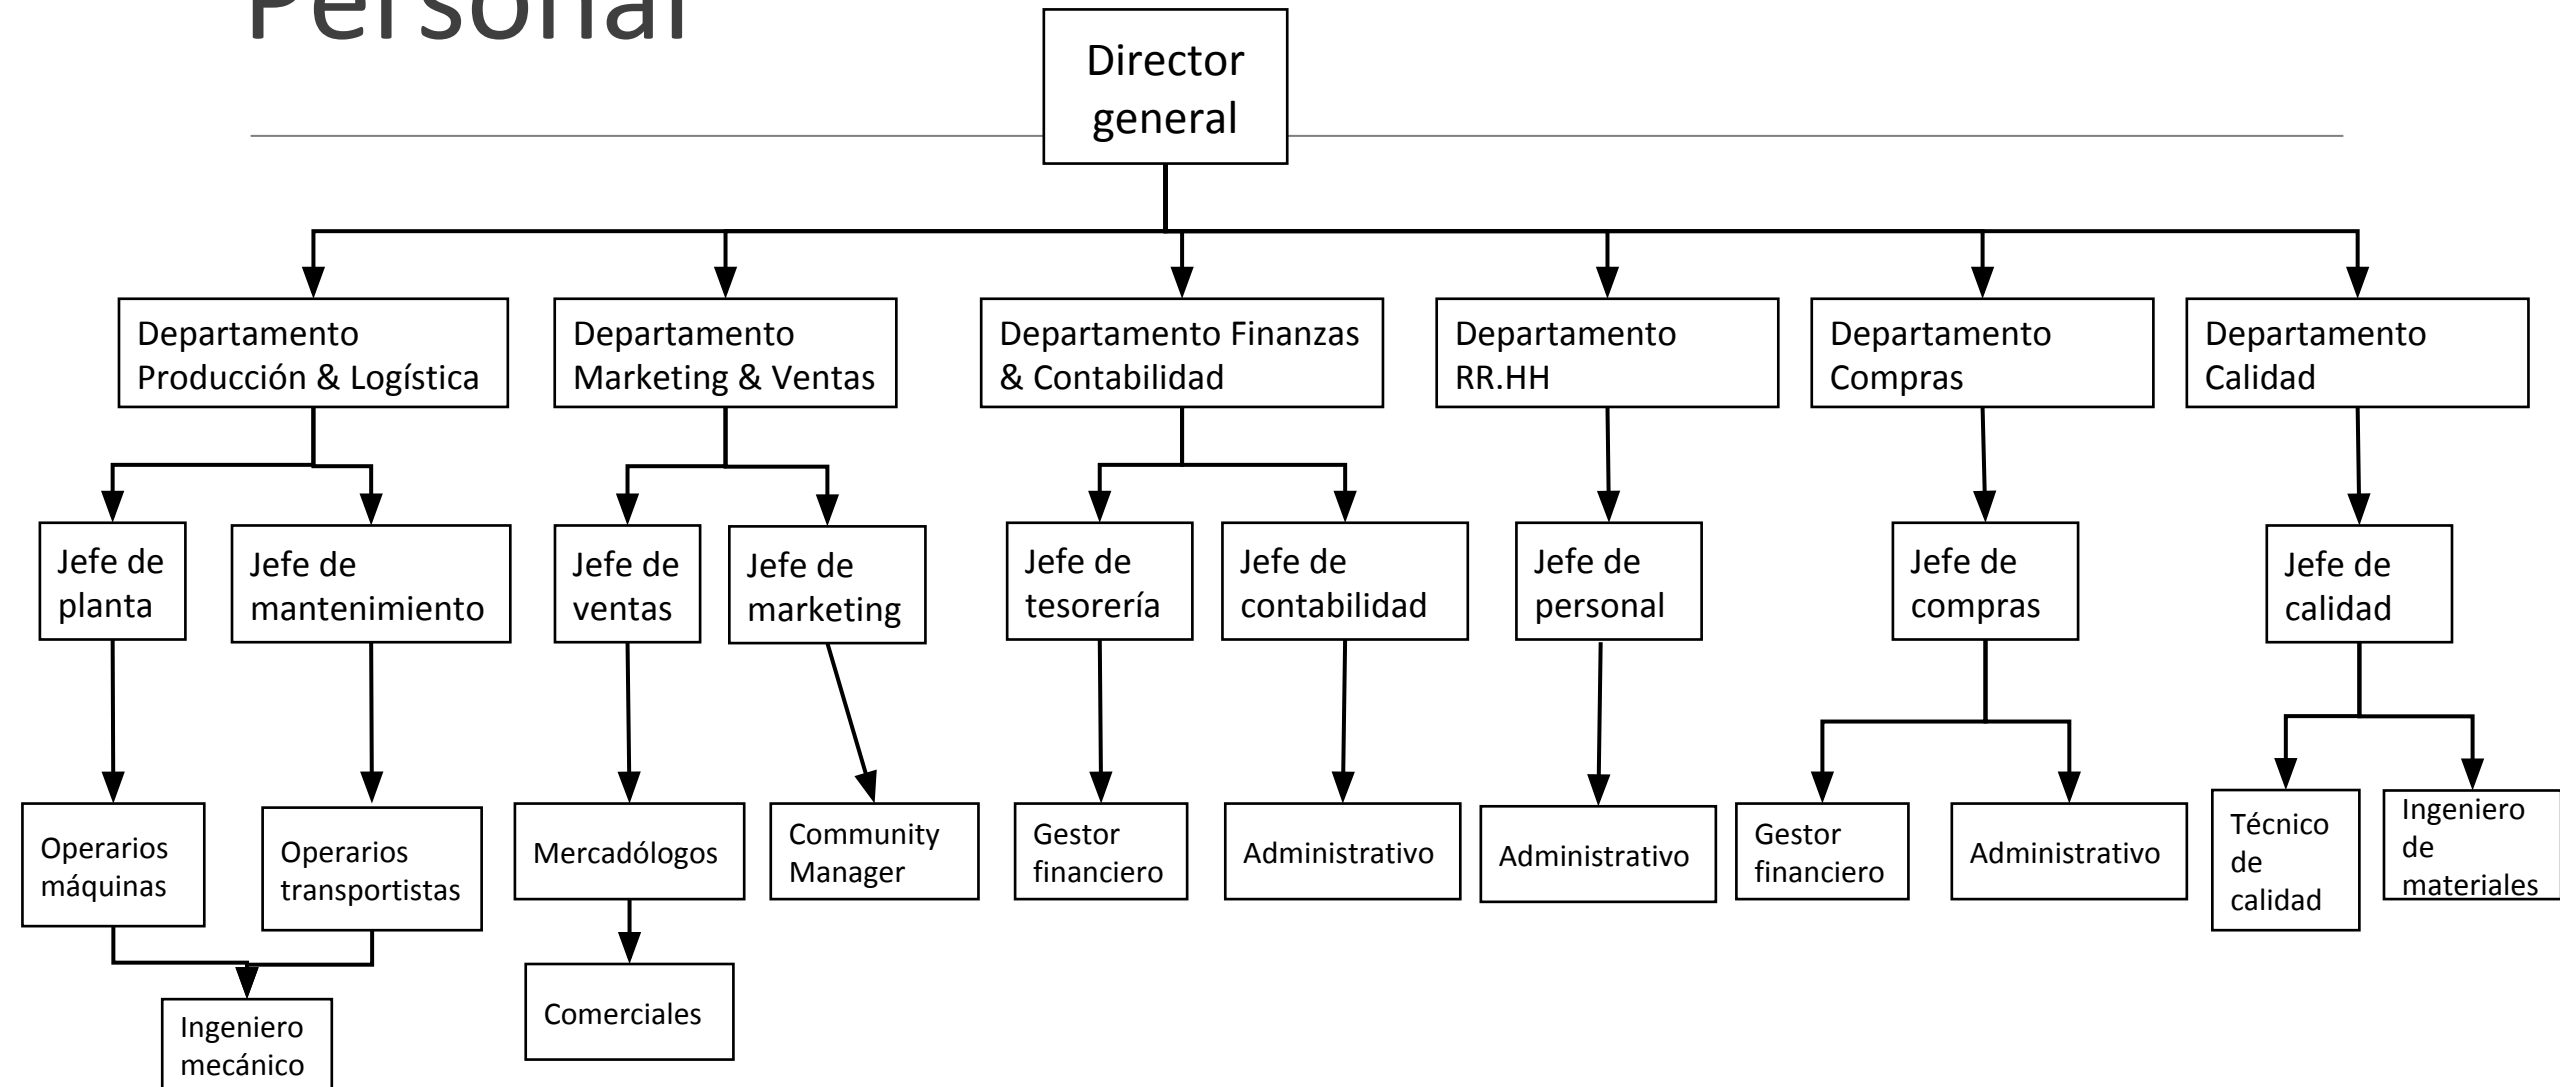 Personal
Director
general
Departamento
Producción & Logística
Departamento
Marketing & Ventas
Departamento Finanzas
& Contabilidad
Departamento
RR.HH
Departamento
Compras
Departamento
Calidad
Jefe de
planta
Jefe de
mantenimiento
Jefe de
ventas
Jefe de
marketing
Jefe de
tesorería
Jefe de
contabilidad
Jefe de
personal
Jefe de
compras
Jefe de
calidad
Operarios
máquinas
Operarios
transportistas
Mercadólogos
Community
Manager
Gestor
financiero
Administrativo
Administrativo
Gestor
financiero
Administrativo
Técnico
de
calidad
Ingeniero
de
materiales
Ingeniero
mecánico
Comerciales